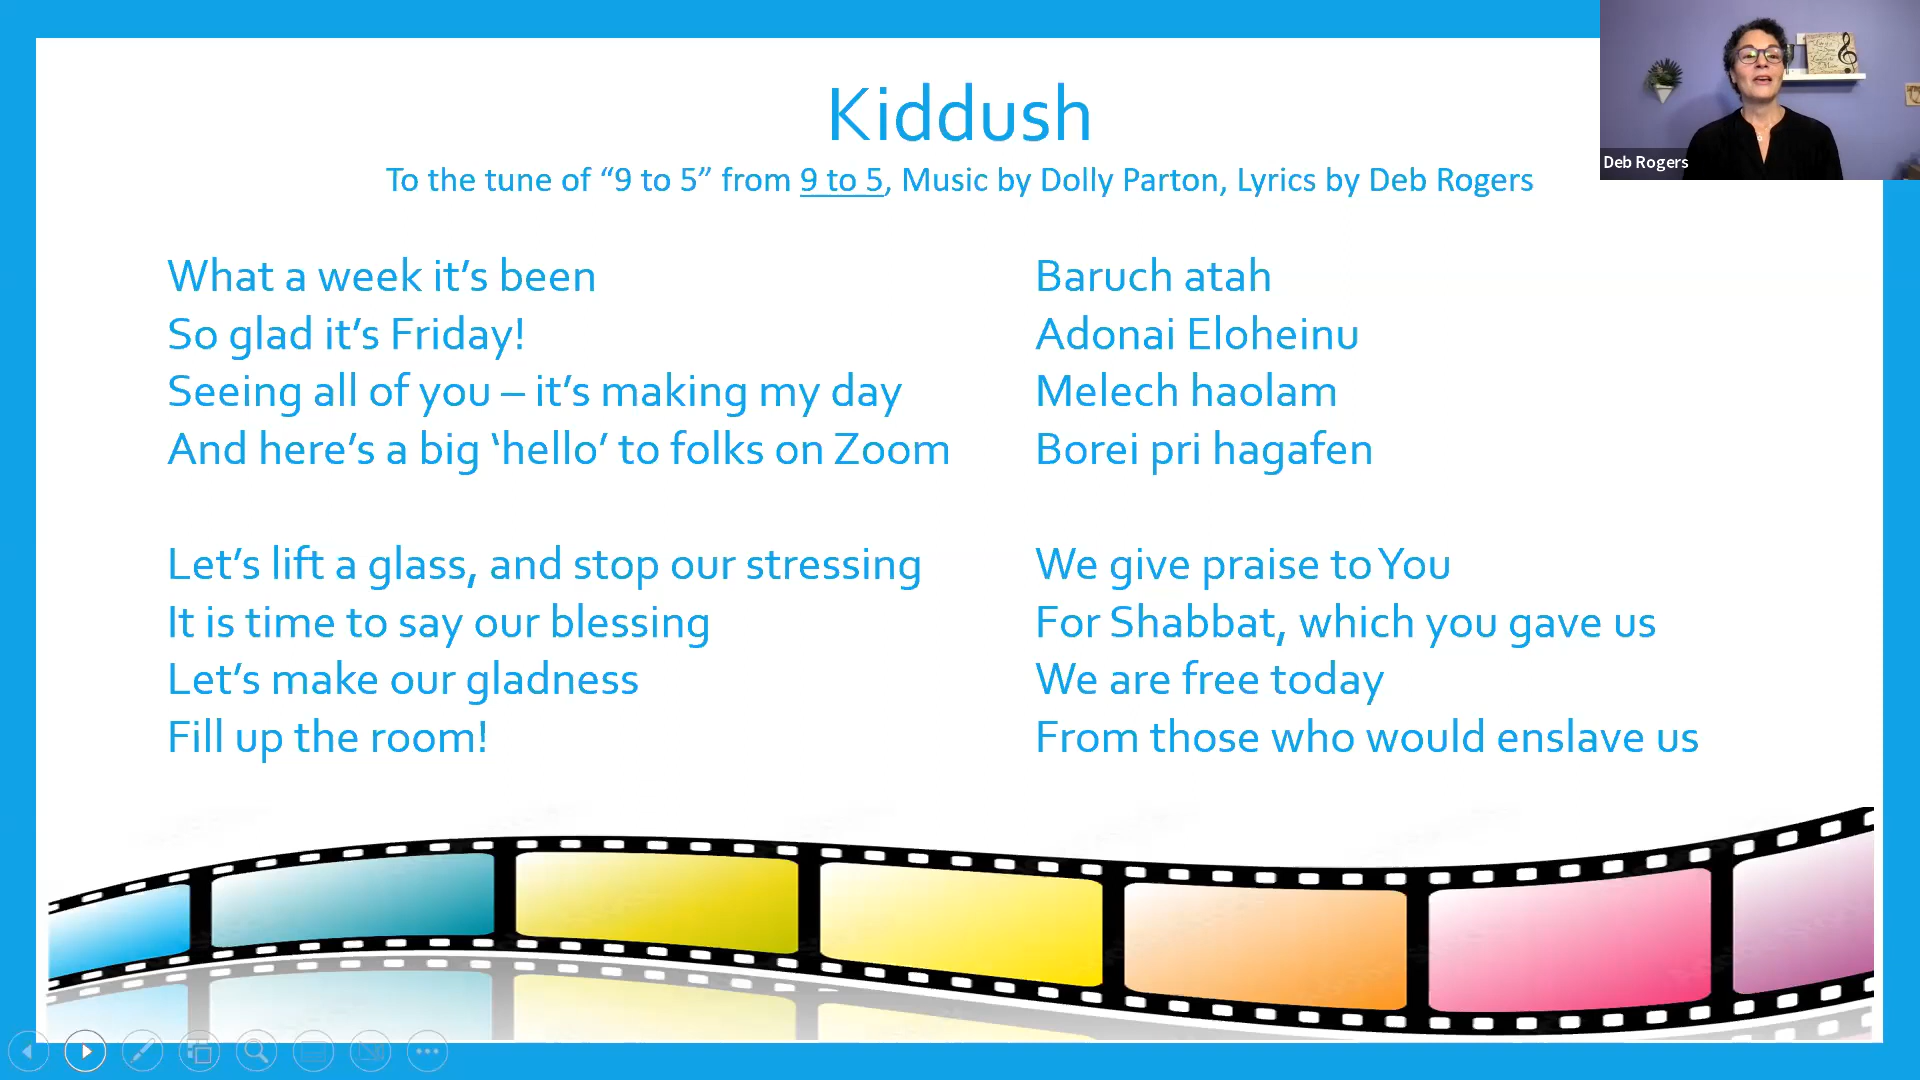 Kiddush
To the tune of “9 to 5” from 9 to 5, Music by Dolly Parton, Lyrics by Deb Rogers
What a week it’s been
So glad it’s Friday!
Seeing all of you – it’s making my day
And here’s a big ‘hello’ to folks on Zoom
Let’s lift a glass, and stop our stressing
It is time to say our blessing
Let’s make our gladness
Fill up the room!
Baruch atah
Adonai Eloheinu
Melech haolam
Borei pri hagafen
We give praise to You
For Shabbat, which you gave us
We are free today
From those who would enslave us
Deb Rogers